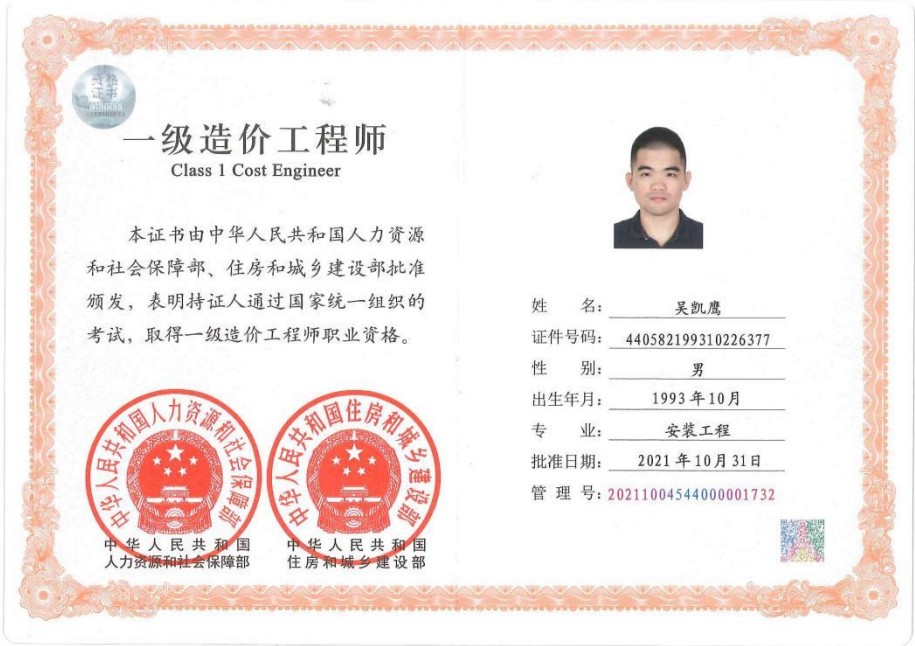 资格
证书
一级造价工程师
Class 1 Cost Engineer
本证书由中华人民共和国人力资源
和社会保障部、住房和城乡建设部批准
颁发，表明持证人通过国家统一组织的
考试，取得一级造价工程师职业资格。
中华人民共和国人力资源和社会保障部
中华人民共和国住房和城乡建设部
中华人民共和国
人力资源和社会保障部
中华人民共和国
住房和城乡建设部
姓 名：吴凯鹰
证件号码：440582199310226377
性 别：男
出生年月：1993年10月
专 业：安装工程
批准日期：2021年10月31日
管 理 号：20211004544000001732